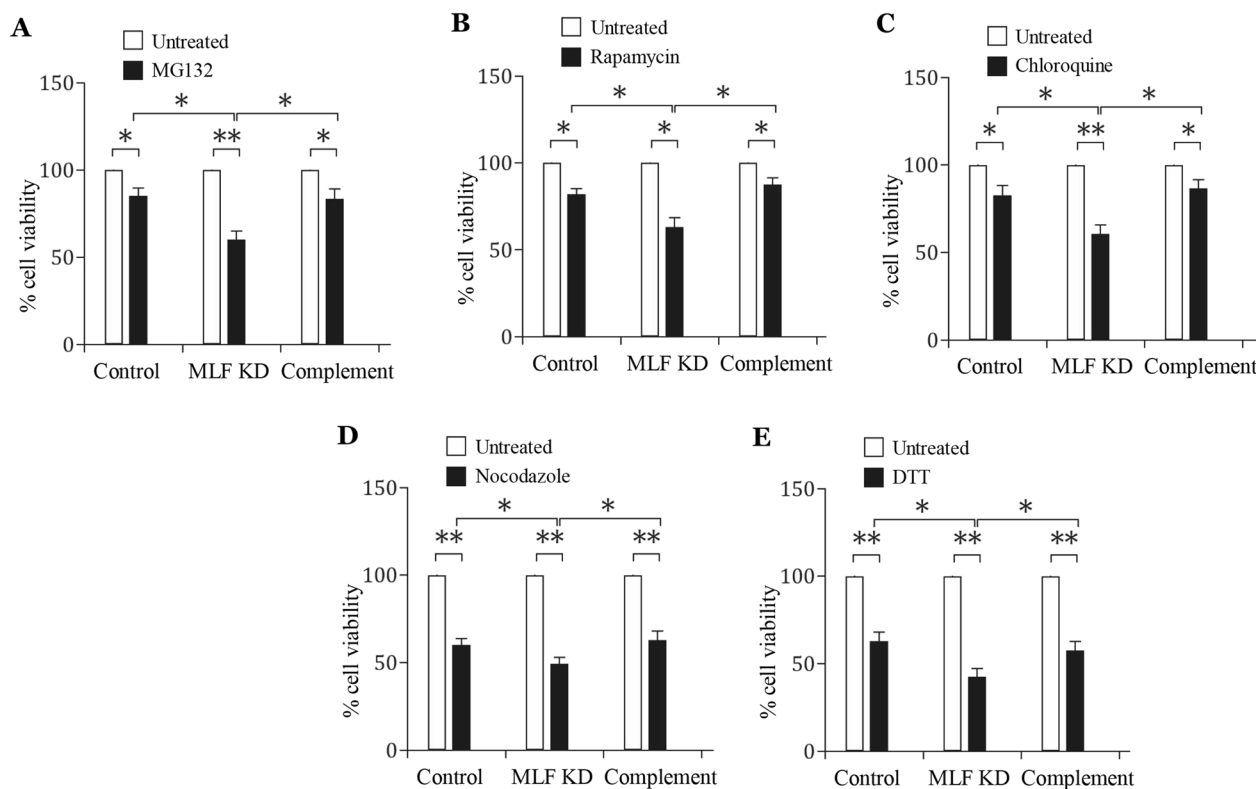 A
Untreated
MG132
150
100
50
0
% cell viability
*
*
*
**
*
Control
MLF KD
Complement
B
Untreated
Rapamycin
150
100
50
0
% cell viability
*
*
*
*
*
Control
MLF KD
Complement
C
Untreated
Chloroquine
150
100
50
0
% cell viability
*
*
*
**
*
Control
MLF KD
Complement
D
Untreated
Nocodazole
150
100
50
0
% cell viability
*
*
**
**
**
Control
MLF KD
Complement
E
Untreated
DTT
150
100
50
0
% cell viability
*
*
**
**
**
Control
MLF KD
Complement